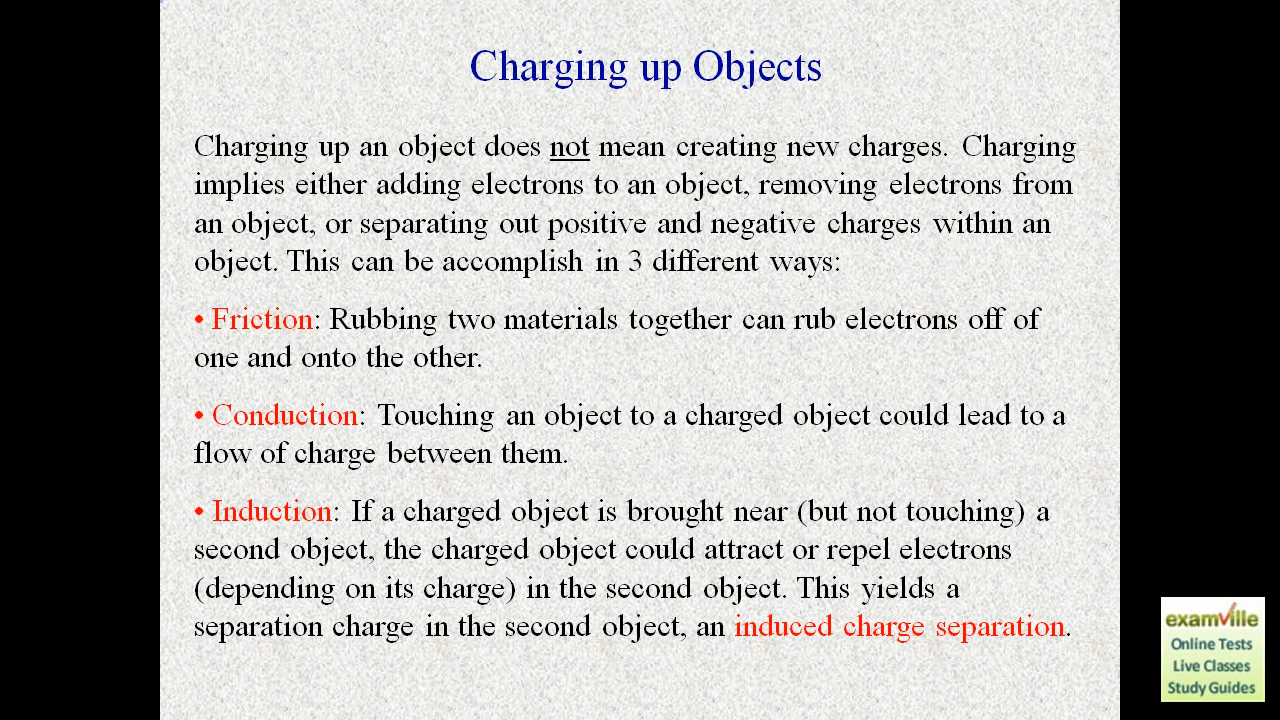 Charging up Objects
Charging up an object does not mean creating new charges. Charging
implies either adding electrons to an object, removing electrons from
an object, or separating out positive and negative charges within an
object. This can be accomplish in 3 different ways:
• Friction: Rubbing two materials together can rub electrons off of
one and onto the other.
• Conduction: Touching an object to a charged object could lead to a
flow of charge between them.
• Induction: If a charged object is brought near (but not touching) a
second object, the charged object could attract or repel electrons
(depending on its charge) in the second object. This yields a
separation charge in the second object, an induced charge separation.
examville
Online Tests
Live Classes
Study Guides